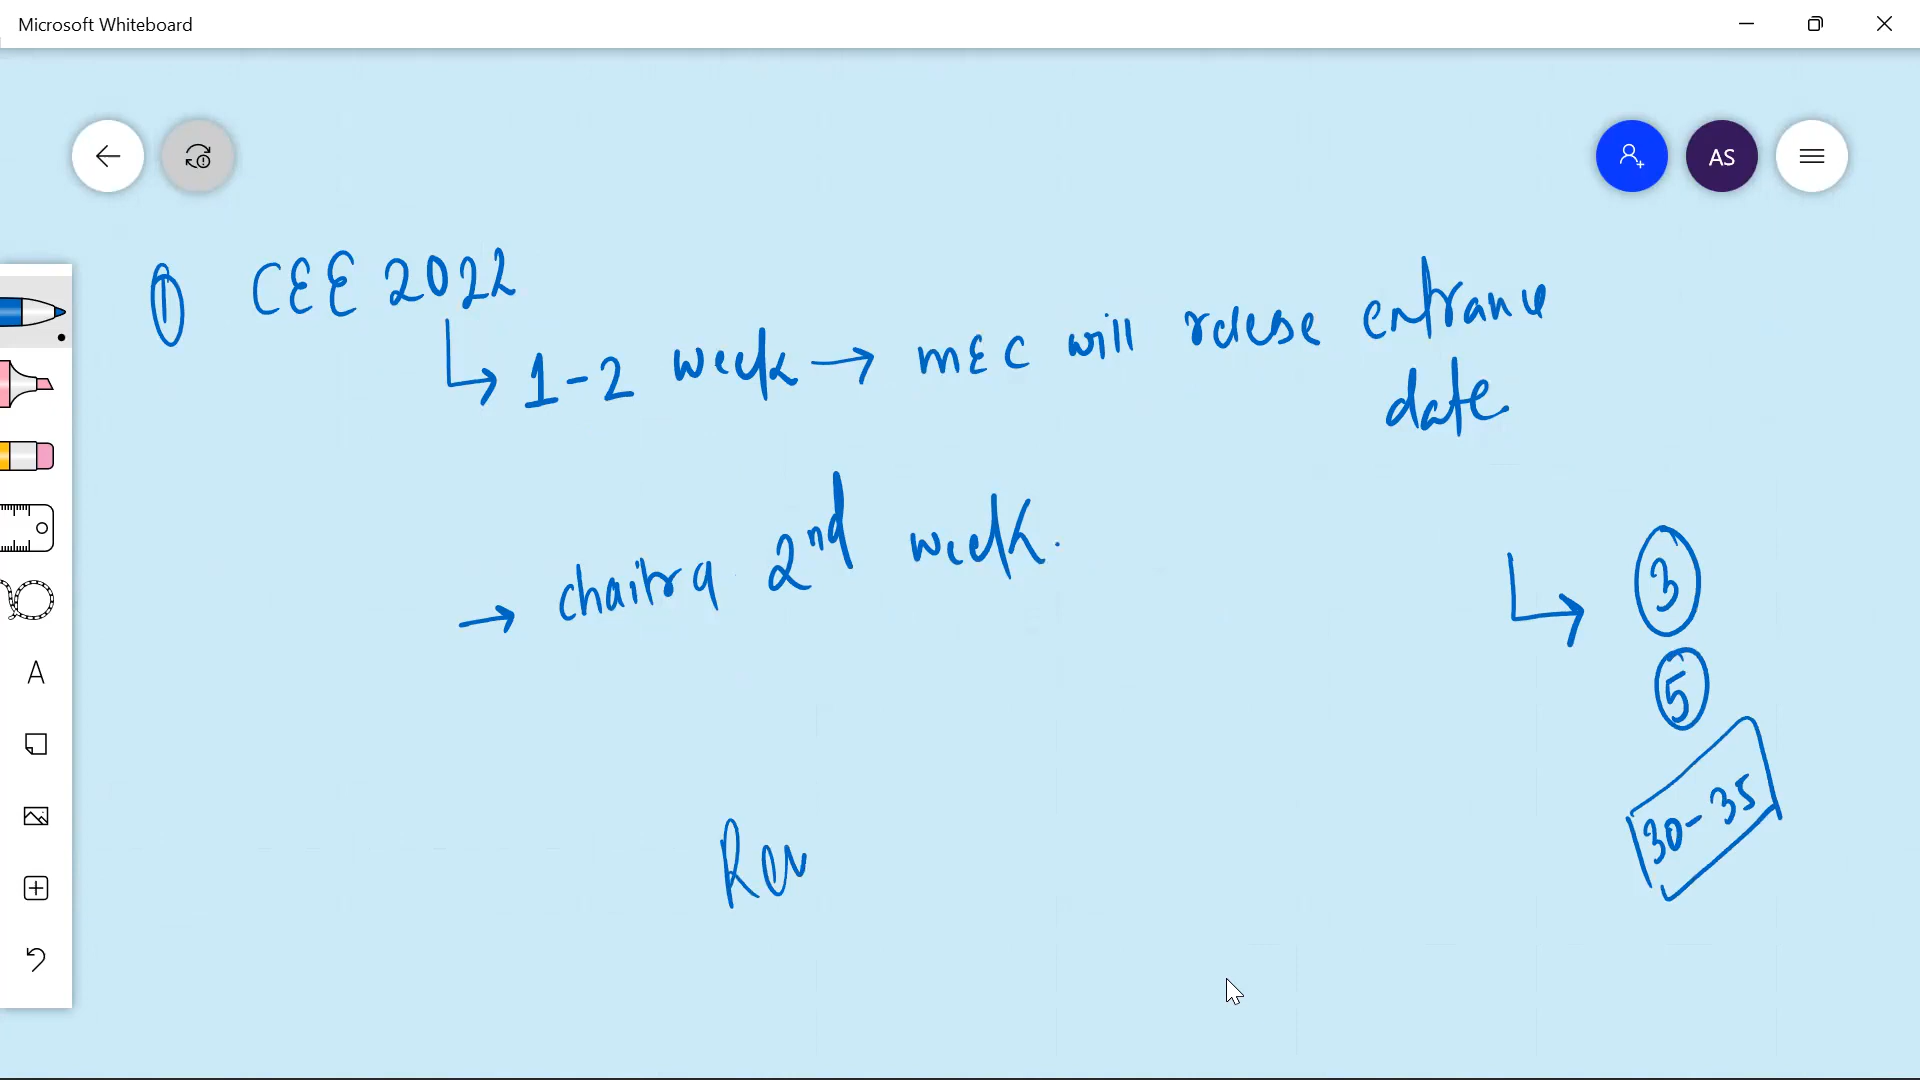 Microsoft Whiteboard
AS
① CEE 2022
↳ 1-2 week → MEC will release entrance
date
→ chaitra 2nd week.
↳ ③
⑤
30-35
Rev
A